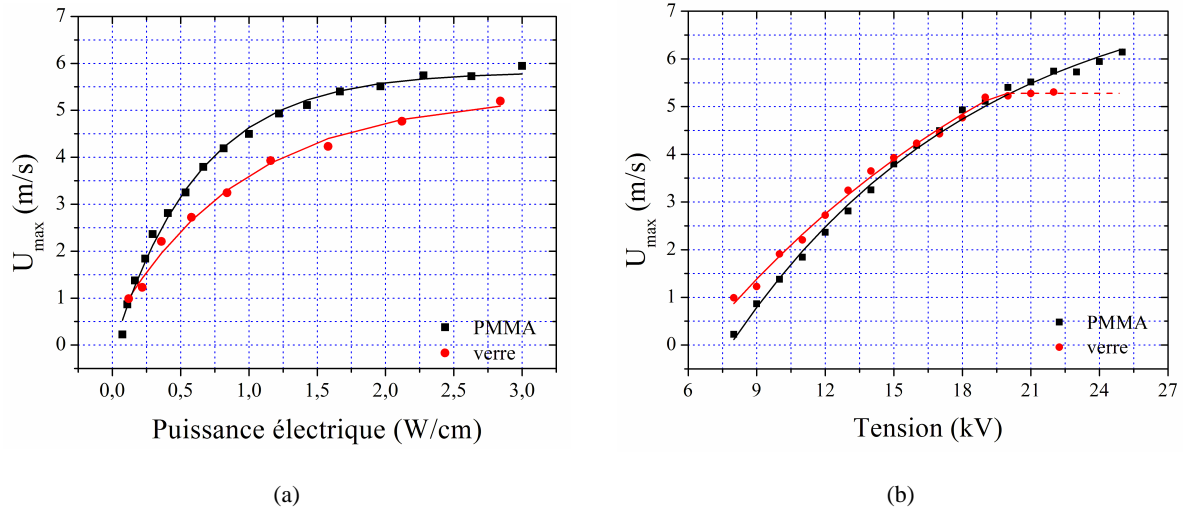 7
6
5
4
3
2
1
0
U_max (m/s)
PMMA
verre
0,0 0,5 1,0 1,5 2,0 2,5 3,0
Puissance électrique (W/cm)
(a)
7
6
5
4
3
2
1
0
U_max (m/s)
PMMA
verre
6 9 12 15 18 21 24 27
Tension (kV)
(b)